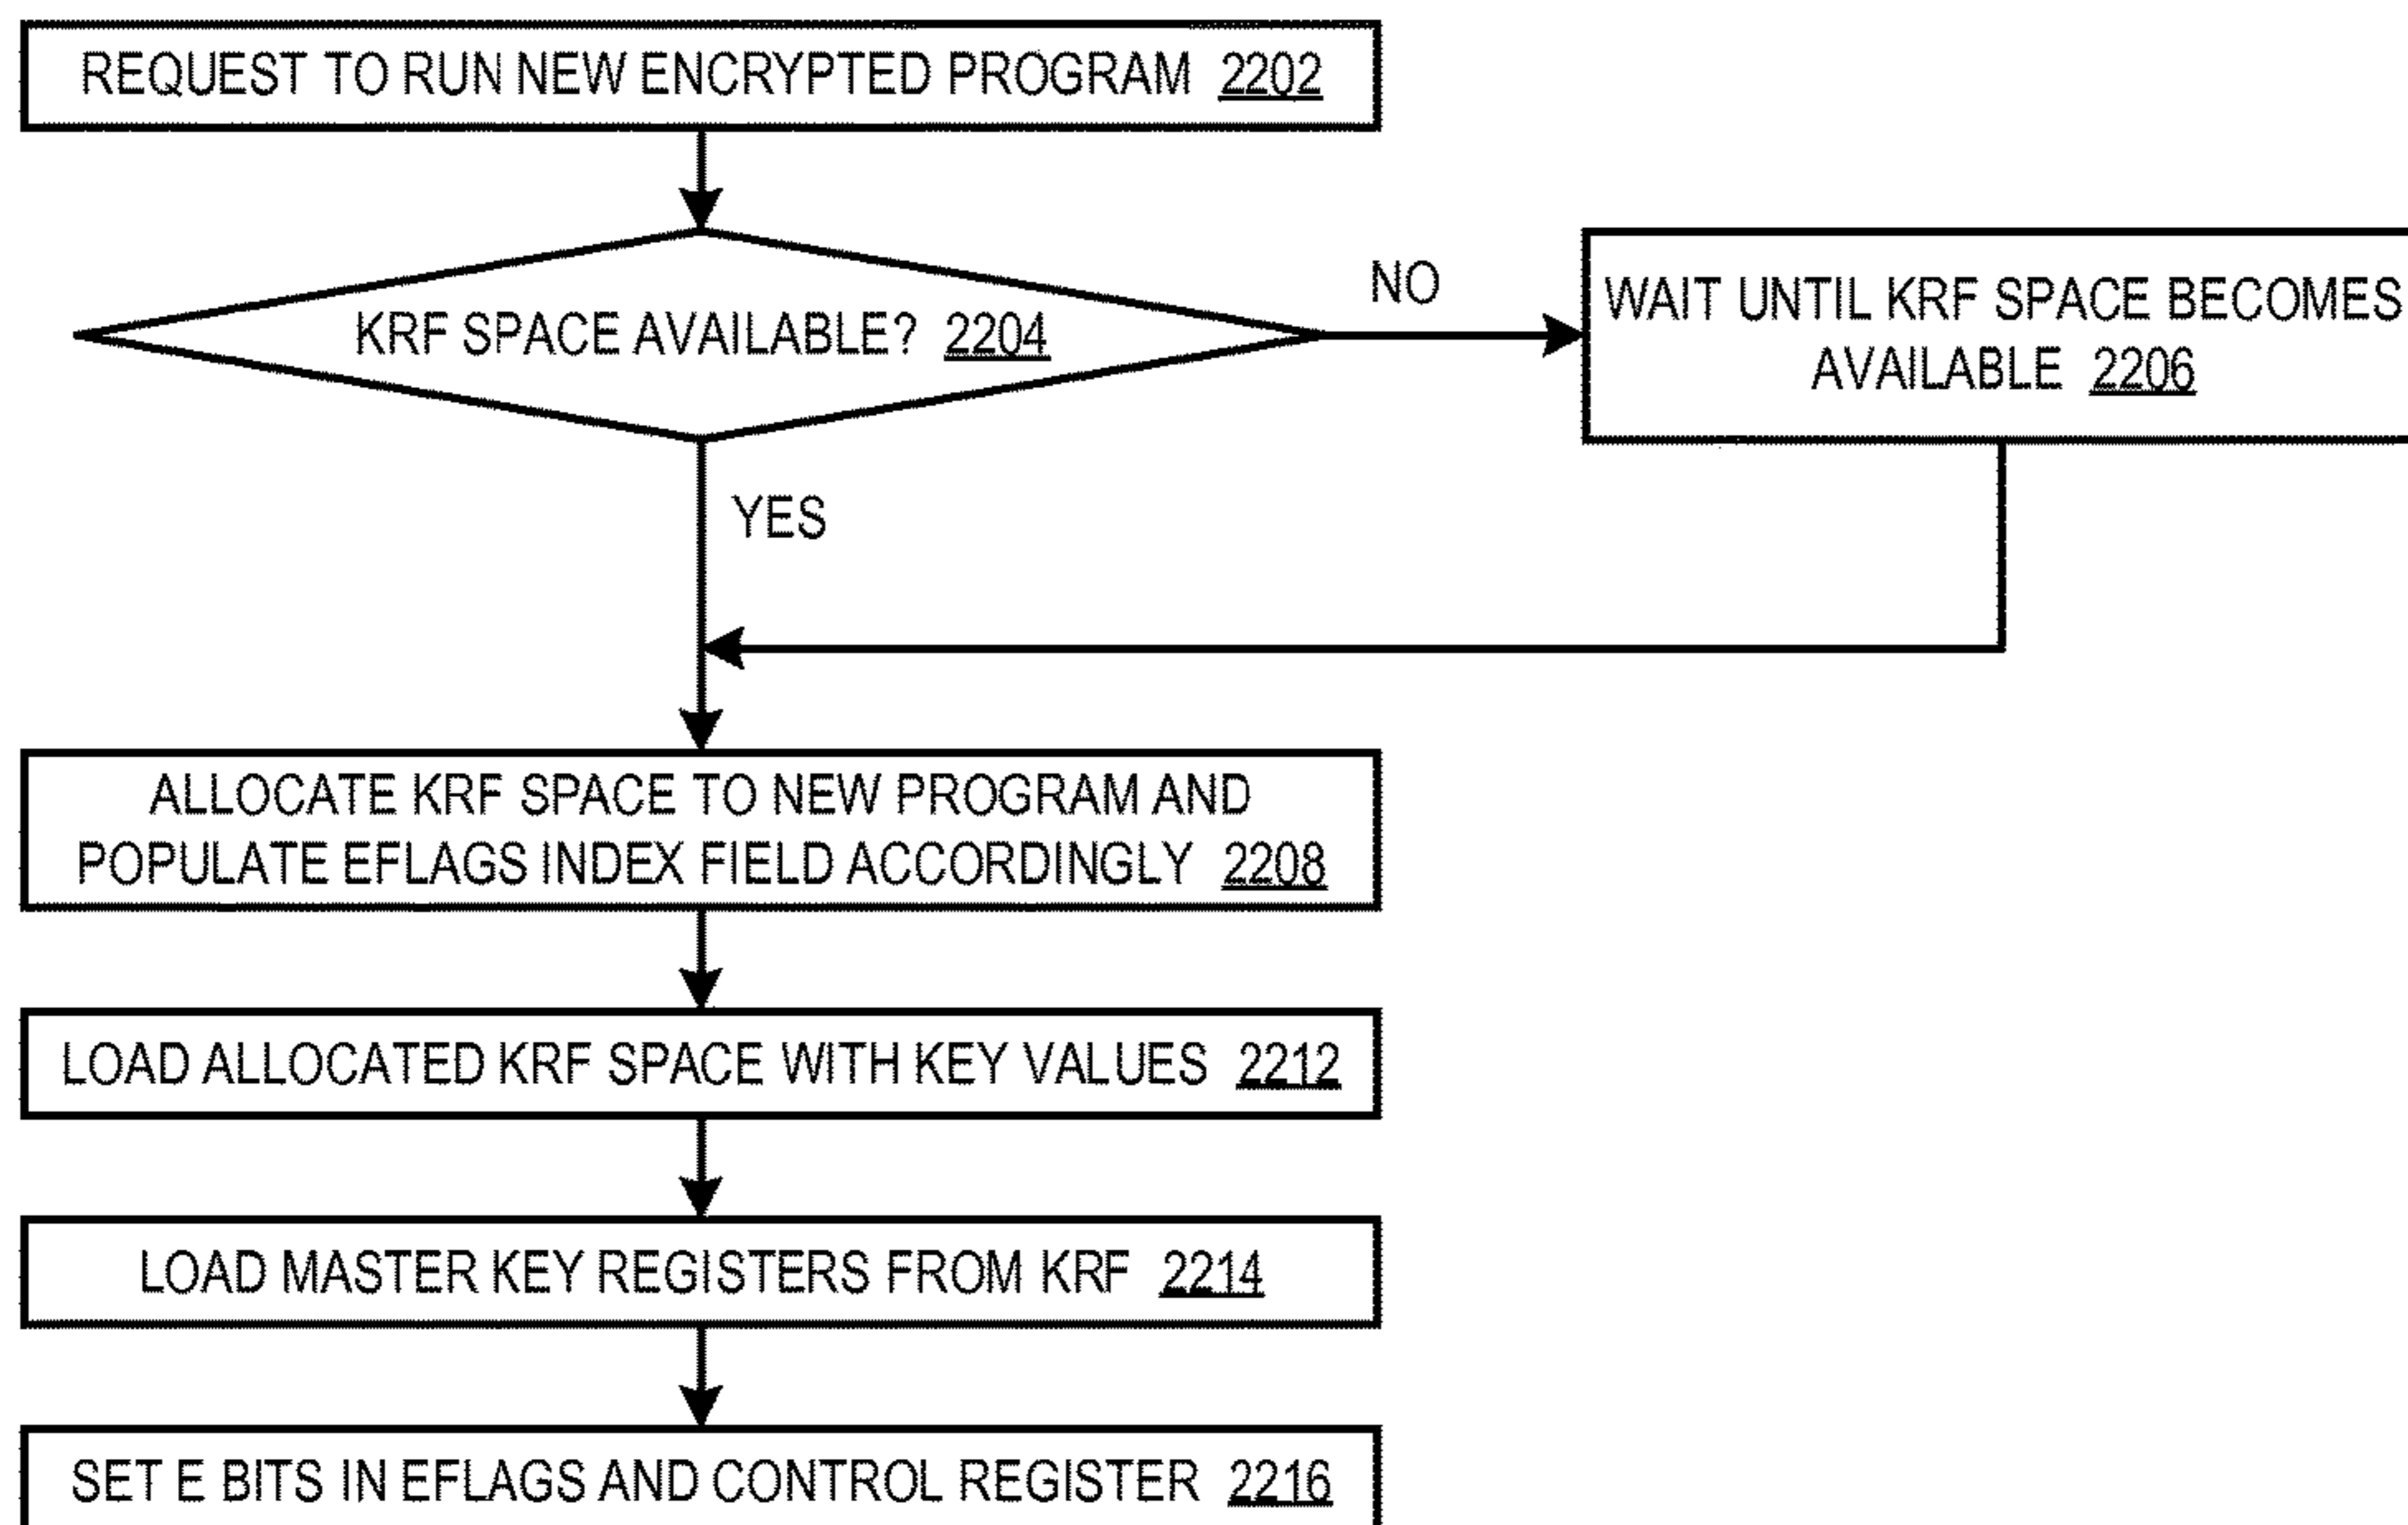 REQUEST TO RUN NEW ENCRYPTED PROGRAM 2202
KRF SPACE AVAILABLE? 2204
NO
WAIT UNTIL KRF SPACE BECOMES
AVAILABLE 2206
YES
ALLOCATE KRF SPACE TO NEW PROGRAM AND
POPULATE EFLAGS INDEX FIELD ACCORDINGLY 2208
LOAD ALLOCATED KRF SPACE WITH KEY VALUES 2212
LOAD MASTER KEY REGISTERS FROM KRF 2214
SET E BITS IN EFLAGS AND CONTROL REGISTER 2216